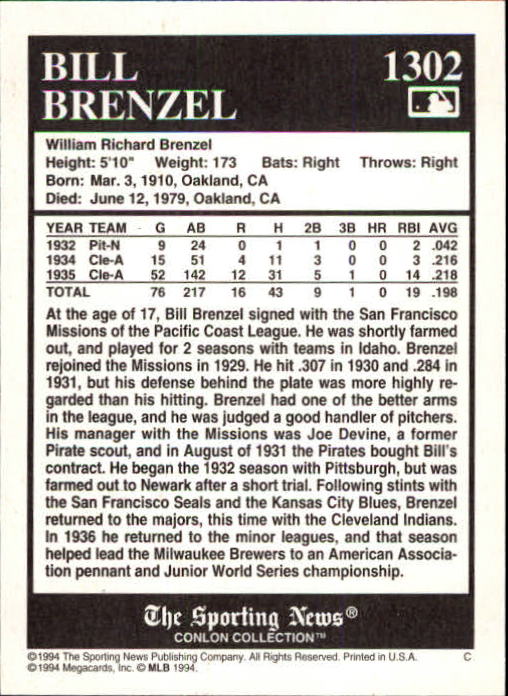 BILL
BRENZEL
1302
William Richard Brenzel
Height: 5'10" Weight: 173 Bats: Right Throws: Right
Born: Mar. 3, 1910, Oakland, CA
Died: June 12, 1979, Oakland, CA
YEAR TEAM - G AB R H 2B 3B HR RBI AVG
1932 Pit-N 9 24 0 1 1 0 0 2 .042
1934 Cle-A 15 51 4 11 3 0 0 3 .216
1935 Cle-A 52 142 12 31 5 1 0 14 .218
TOTAL 76 217 16 43 9 1 0 19 .198
At the age of 17, Bill Brenzel signed with the San Francisco
Missions of the Pacific Coast League. He was shortly farmed
out, and played for 2 seasons with teams in Idaho. Brenzel
rejoined the Missions in 1929. He hit .307 in 1930 and .284 in
1931, but his defense behind the plate was more highly re-
garded than his hitting. Brenzel had one of the better arms
in the league, and he was judged a good handler of pitchers.
His manager with the Missions was Joe Devine, a former
Pirate scout, and in August of 1931 the Pirates bought Bill's
contract. He began the 1932 season with Pittsburgh, but was
farmed out to Newark after a short trial. Following stints with
the San Francisco Seals and the Kansas City Blues, Brenzel
returned to the majors, this time with the Cleveland Indians.
In 1936 he returned to the minor leagues, and that season
helped lead the Milwaukee Brewers to an American Associa-
tion pennant and Junior World Series championship.
The Sporting News®
CONLON COLLECTION™
©1994 The Sporting News Publishing Company. All Rights Reserved. Printed in U.S.A. C
©1994 Megacards, Inc. © MLB 1994.